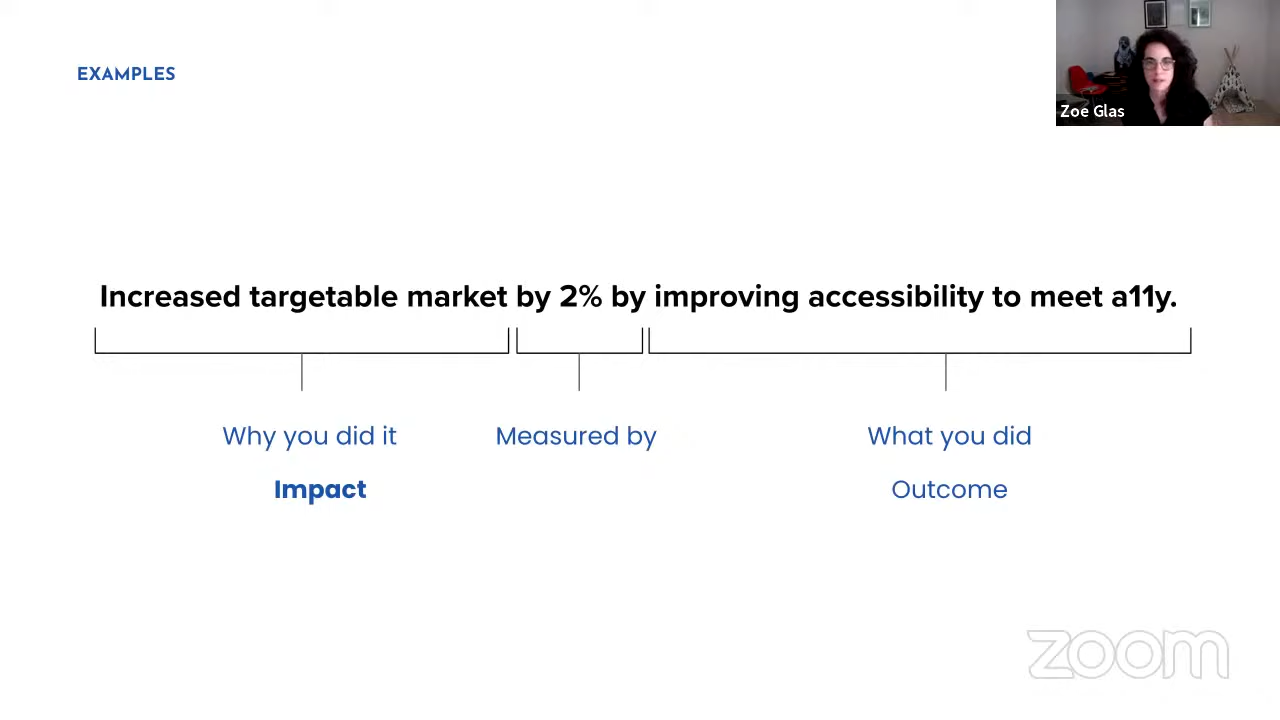 EXAMPLES
Zoe Glas
Increased targetable market by 2% by improving accessibility to meet a11y.
Why you did it
Measured by
What you did
Impact
Outcome
zoom